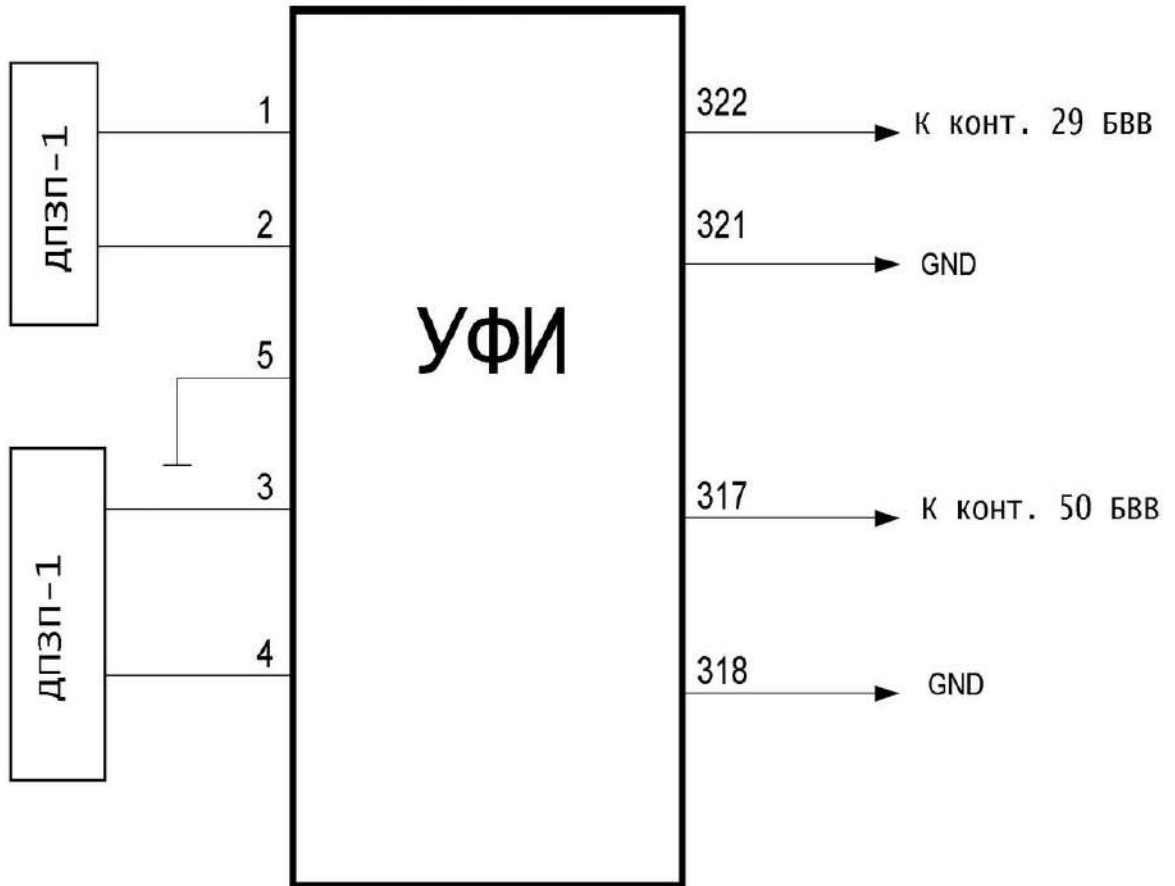 ДПЗП-1
1
2
5
ДПЗП-1
3
4
УФИ
322
К конт. 29 БВВ
321
GND
317
К конт. 50 БВВ
318
GND